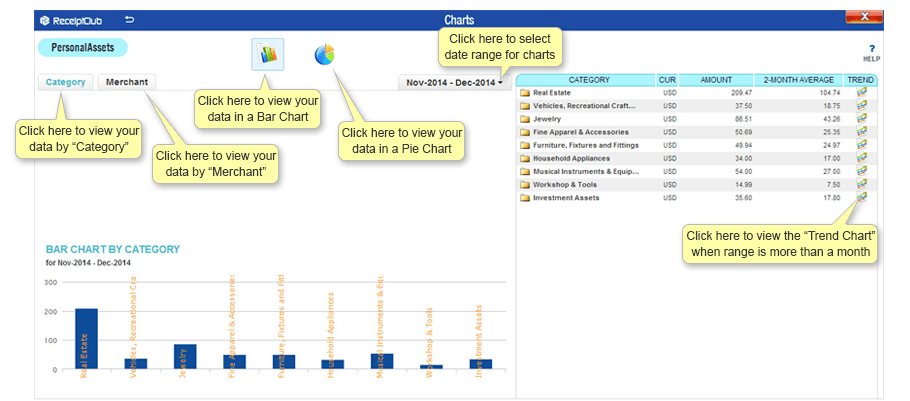 ReceiptClub
Charts
PersonalAssets
Click here to select
date range for charts
?
HELP
Category
Merchant
Nov-2014 - Dec-2014
Click here to view your
data in a Bar Chart
Click here to view your
data in a Pie Chart
Click here to view your
data by “Category”
Click here to view your
data by “Merchant”
CATEGORY CUR AMOUNT 2-MONTH AVERAGE TREND
Real Estate USD 209.47 104.74
Vehicles, Recreational Craft... USD 37.50 18.75
Jewelry USD 86.51 43.26
Fine Apparel & Accessories USD 50.69 25.35
Furniture, Fixtures and Fittings USD 49.94 24.97
Household Appliances USD 34.00 17.00
Musical Instruments & Equip... USD 54.00 27.00
Workshop & Tools USD 14.99 7.50
Investment Assets USD 35.60 17.80
Click here to view the “Trend Chart”
when range is more than a month
BAR CHART BY CATEGORY
for Nov-2014 - Dec-2014
300
200
100
0
Real Estate
Vehicles, Recreational Cra
Jewelry
Fine Apparel & Accessories
Furniture, Fixtures and Fitt
Household Appliances
Musical Instruments & Equ
Workshop & Tools
Investment Assets